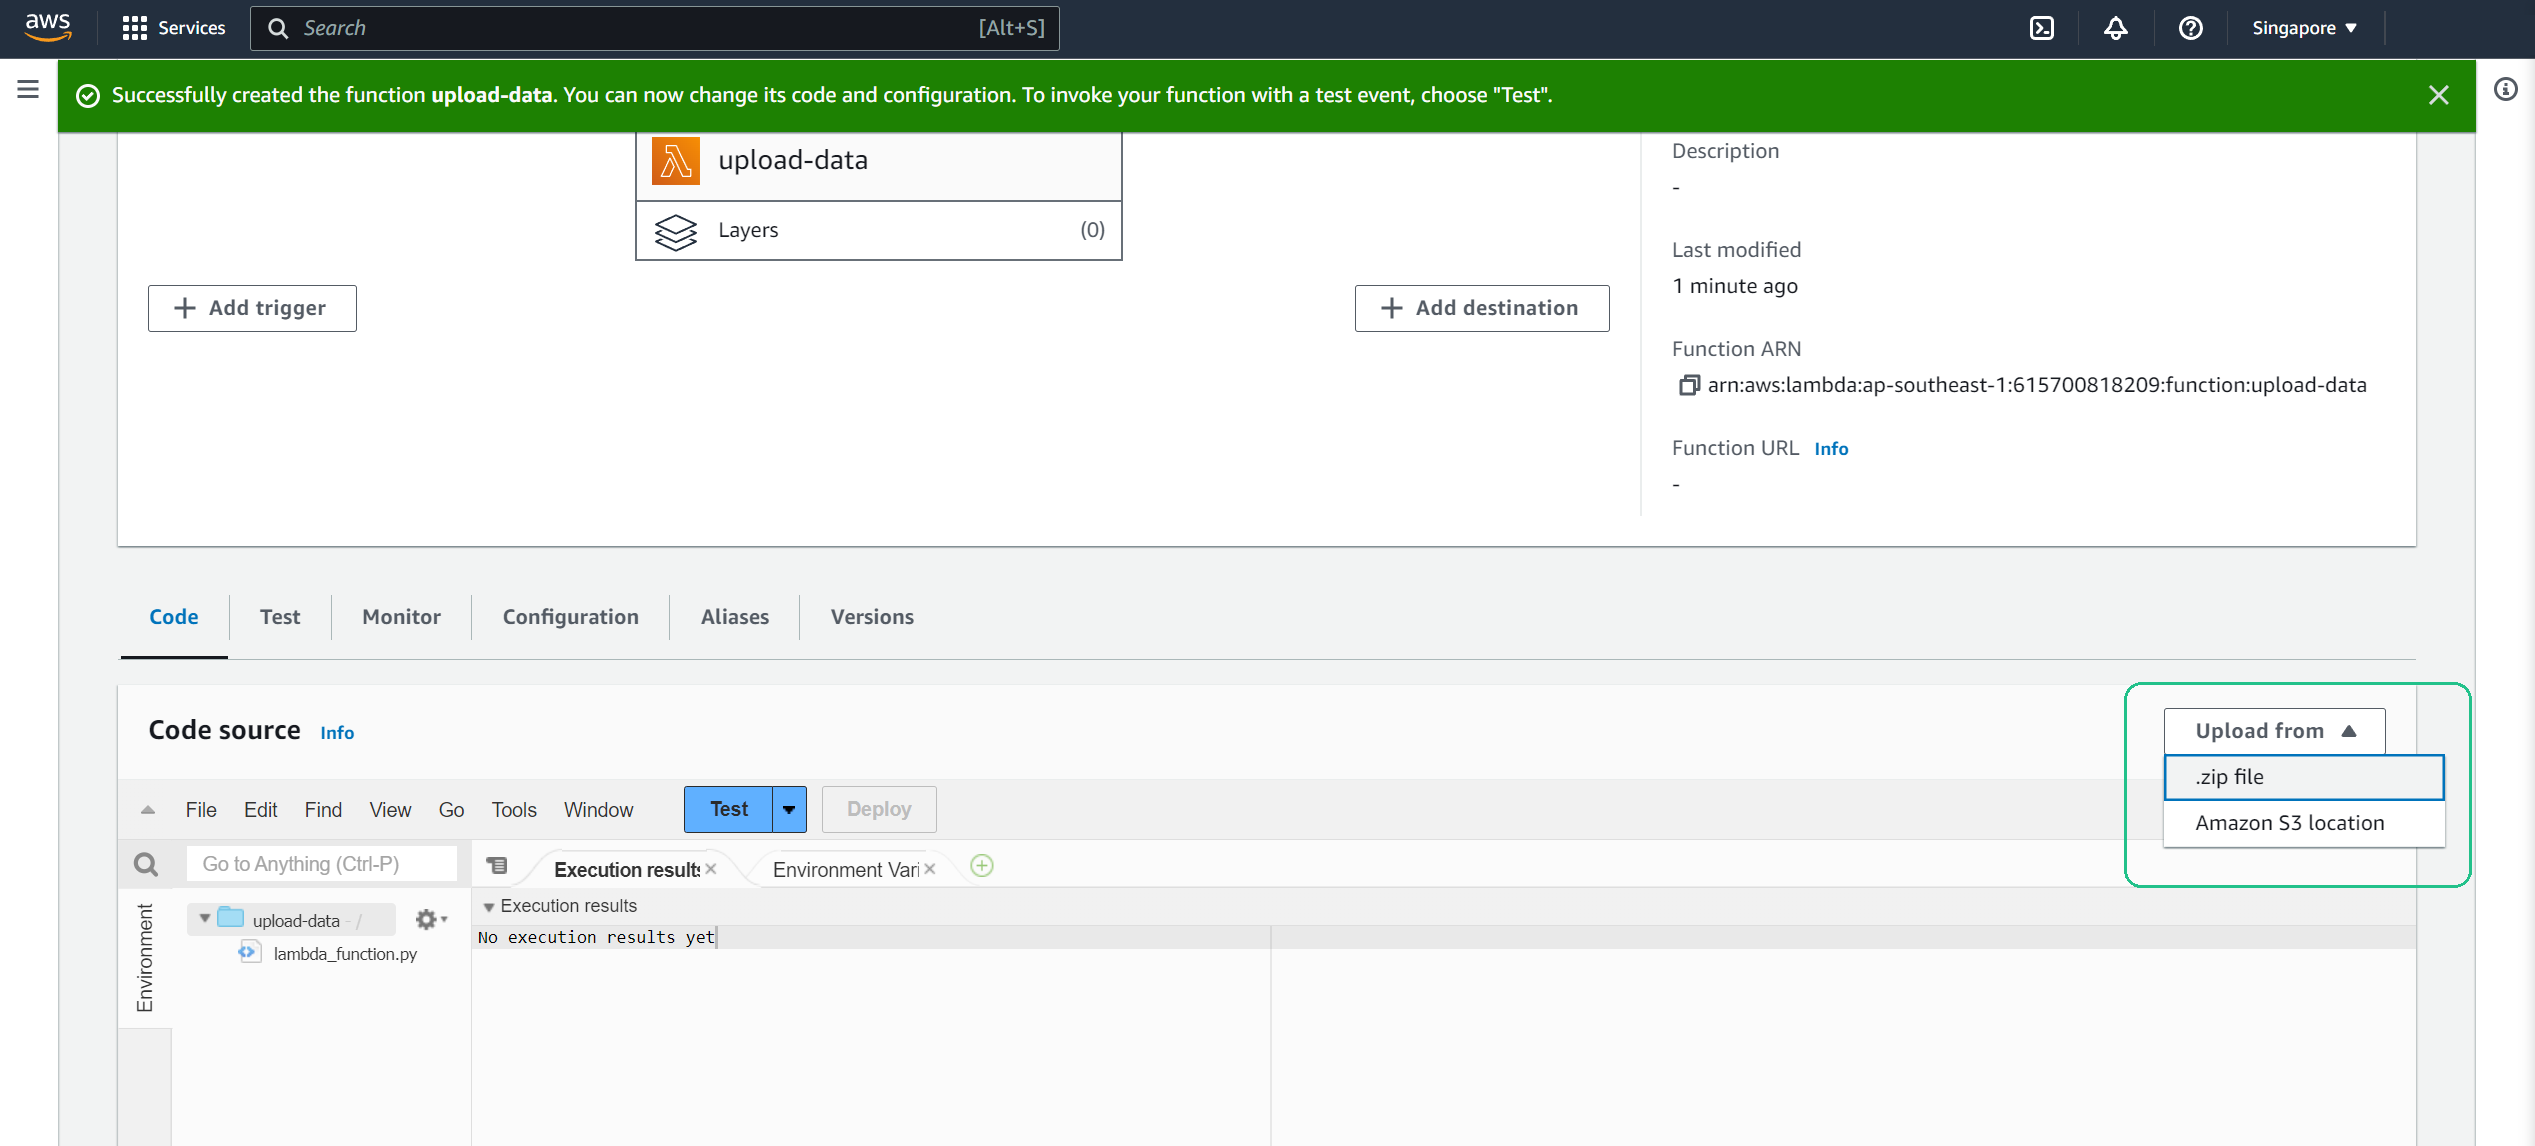 aws
Services
Search
[Alt+S]
Singapore
Successfully created the function upload-data. You can now change its code and configuration. To invoke your function with a test event, choose "Test".
upload-data
Layers
(0)
Add trigger
Add destination
Description
-
Last modified
1 minute ago
Function ARN
arn:aws:lambda:ap-southeast-1:615700818209:function:upload-data
Function URL Info
-
Code
Test
Monitor
Configuration
Aliases
Versions
Code source Info
Upload from
.zip file
Amazon S3 location
File
Edit
Find
View
Go
Tools
Window
Test
Deploy
Go to Anything (Ctrl-P)
Execution results
Environment Vari
Environment
upload-data - /
lambda_function.py
Execution results
No execution results yet